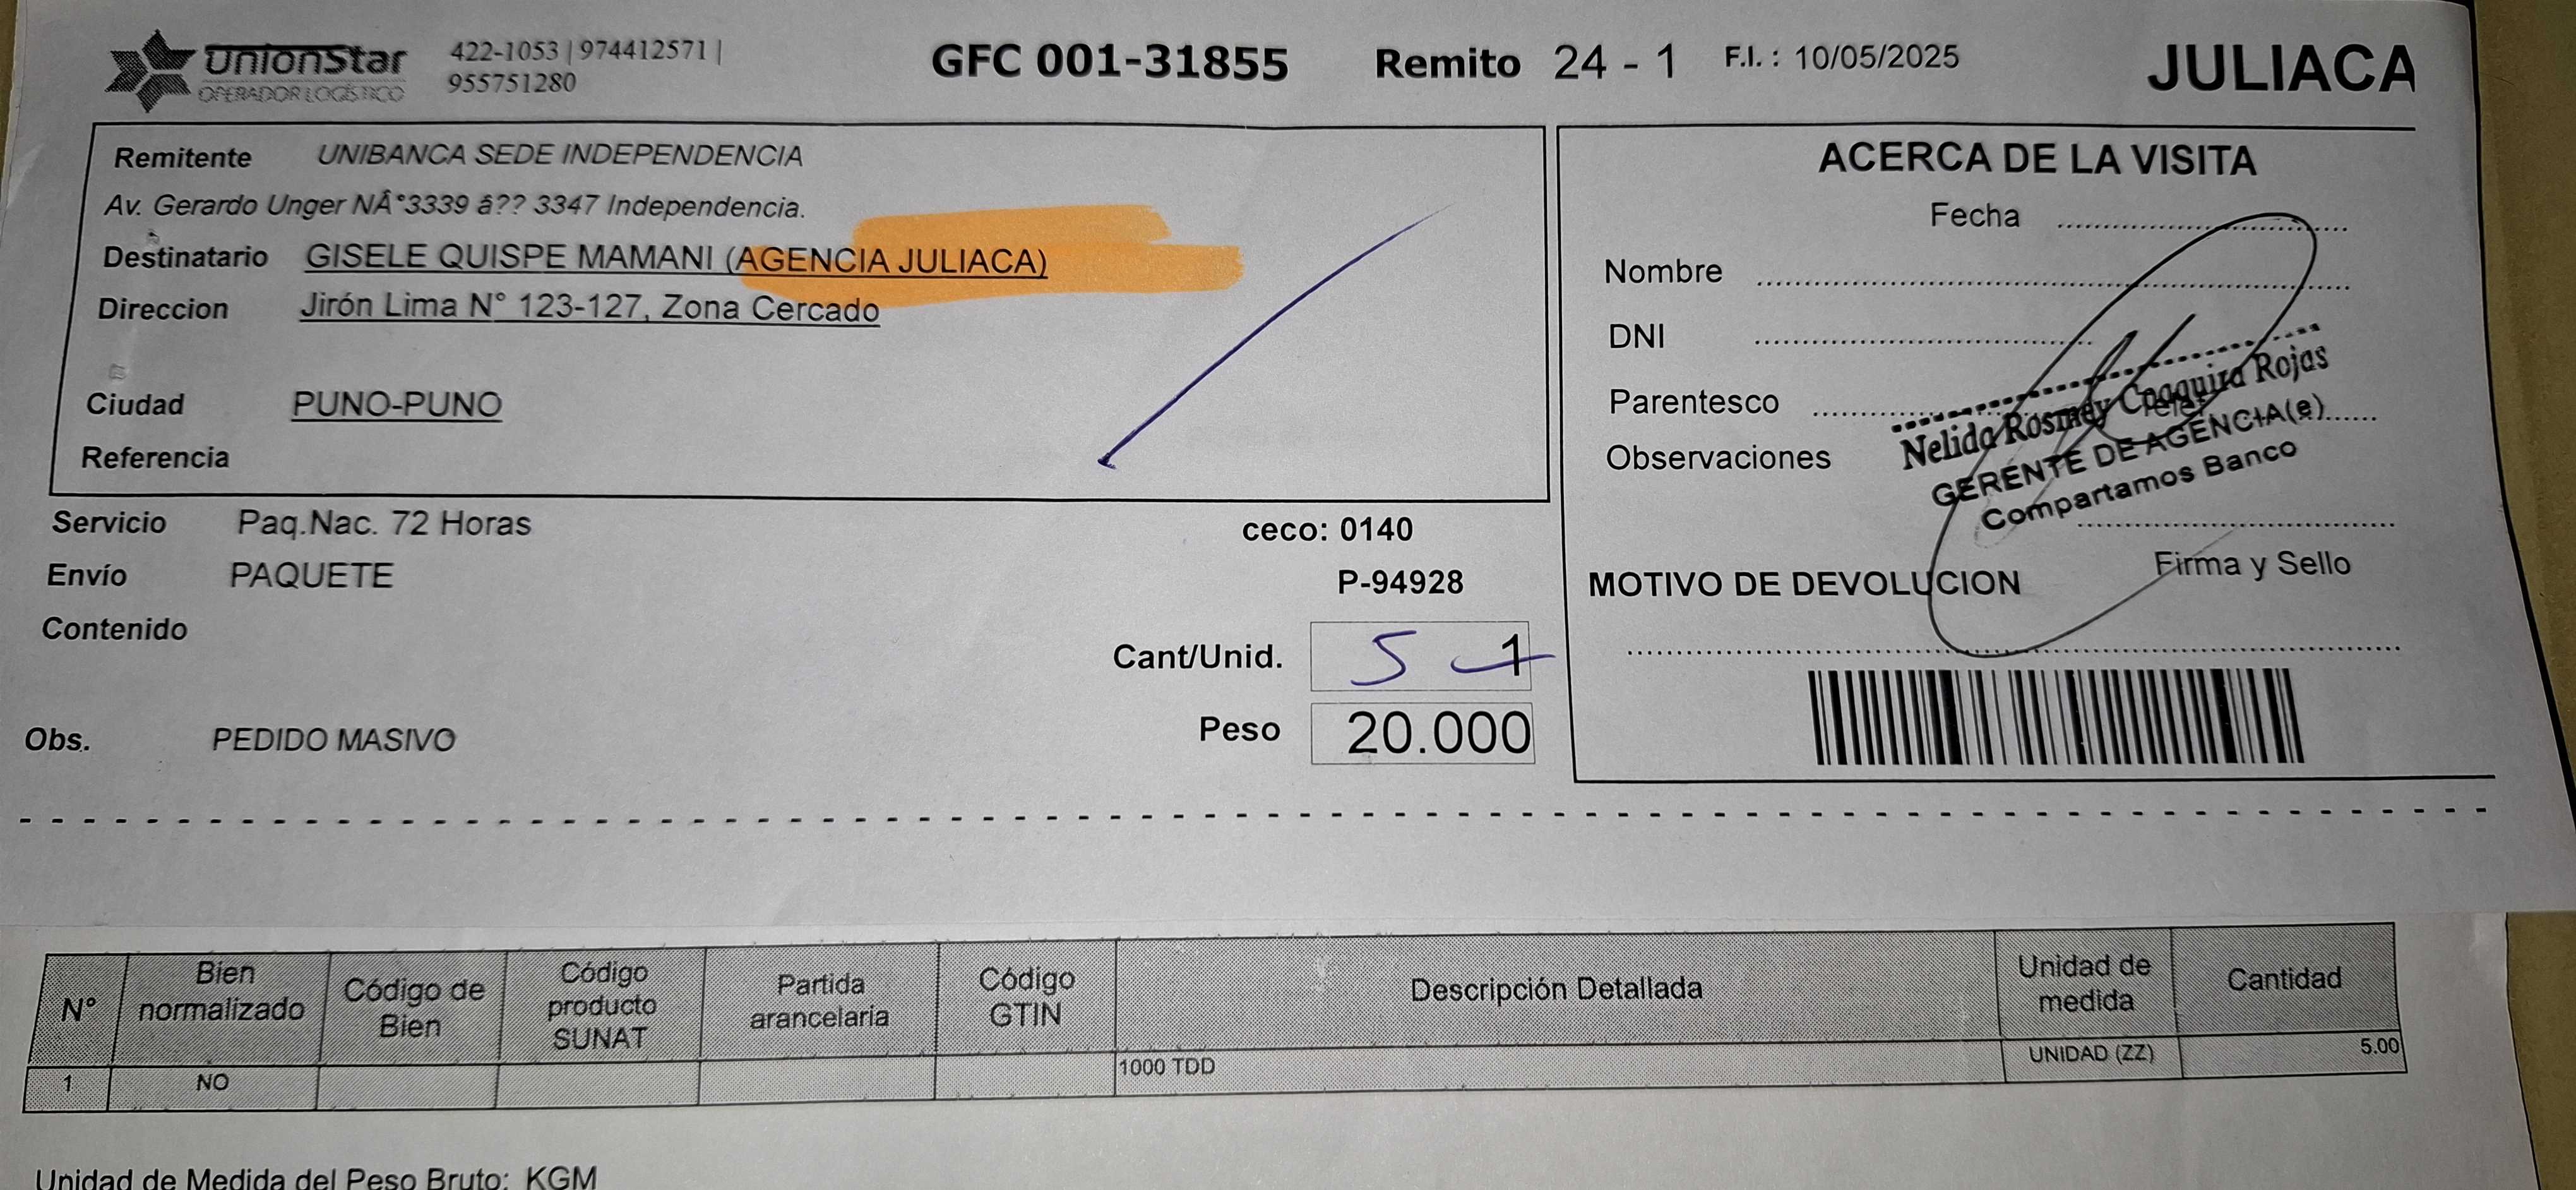 UnionStar
OPERADOR LOGÍSTICO
422-1053 | 974412571 |
955751280
GFC 001-31855
Remito 24 - 1
F.I. : 10/05/2025
JULIACA
Remitente UNIBANCA SEDE INDEPENDENCIA
Av. Gerardo Unger NÂ°3339 â?? 3347 Independencia.
Destinatario GISELE QUISPE MAMANI (AGENCIA JULIACA)
Direccion Jirón Lima N° 123-127, Zona Cercado
Ciudad PUNO-PUNO
Referencia
Servicio Paq.Nac. 72 Horas
Envío PAQUETE
Contenido
Obs. PEDIDO MASIVO
ceco: 0140
P-94928
Cant/Unid. 5 1
Peso 20.000
ACERCA DE LA VISITA
Fecha
Nombre
DNI
Parentesco
Observaciones
Nelida Rosmey Coaquira Rojas
GERENTE DE AGENCIA(e)
Compartamos Banco
Firma y Sello
MOTIVO DE DEVOLUCION
N° Bien normalizado Código de Bien Código producto SUNAT Partida arancelaria Código GTIN Descripción Detallada Unidad de medida Cantidad
1 NO 1000 TDD UNIDAD (ZZ) 5.00
Unidad de Medida del Peso Bruto: KGM